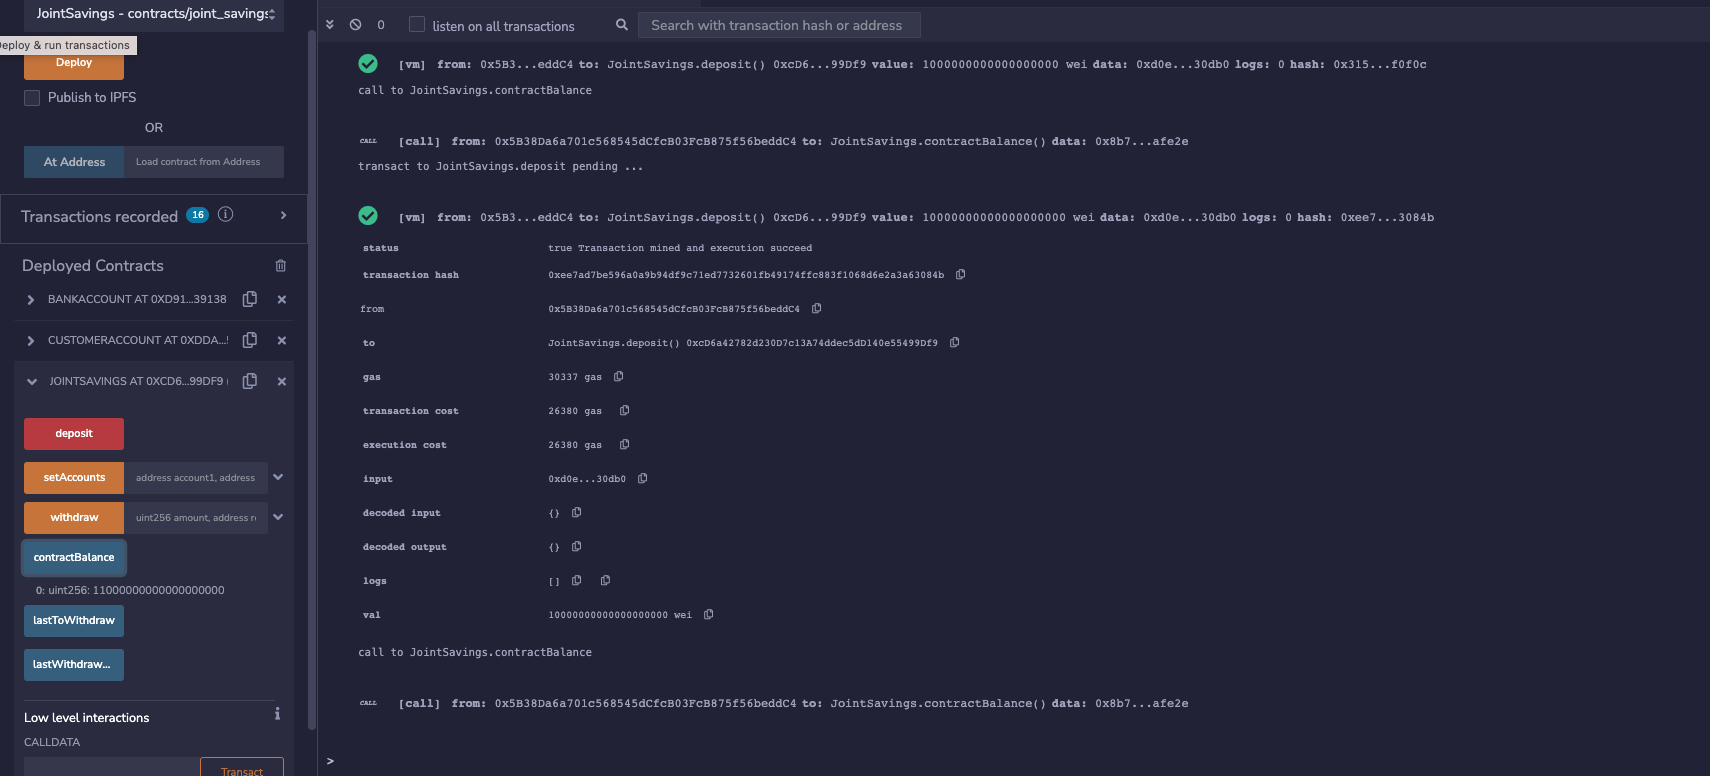 JointSavings - contracts/joint_savings
Deploy & run transactions
Deploy
Publish to IPFS
OR
At Address Load contract from Address
Transactions recorded 16 i >
Deployed Contracts
BANKACCOUNT AT 0XD91...39138
CUSTOMERACCOUNT AT 0XDDA...
JOINTSAVINGS AT 0XCD6...99DF9 (
deposit
setAccounts address account1, address
withdraw uint256 amount, address
contractBalance
0: uint256: 11000000000000000000
lastToWithdraw
lastWithdraw...
Low level interactions i
CALLDATA
Transact
0 listen on all transactions Search with transaction hash or address
[vm] from: 0x5B3...eddC4 to: JointSavings.deposit() 0xcD6...99Df9 value: 1000000000000000000 wei data: 0xd0e...30db0 logs: 0 hash: 0x315...f0f0c
call to JointSavings.contractBalance
CALL [call] from: 0x5B38Da6a701c568545dCfcB03FcB875f56beddC4 to: JointSavings.contractBalance() data: 0x8b7...afe2e
transact to JointSavings.deposit pending ...
[vm] from: 0x5B3...eddC4 to: JointSavings.deposit() 0xcD6...99Df9 value: 10000000000000000000 wei data: 0xd0e...30db0 logs: 0 hash: 0xee7...3084b
status true Transaction mined and execution succeed
transaction hash 0xee7ad7be596a0a9b94df9c71ed7732601fb49174ffc883f1068d6e2a3a63084b
from 0x5B38Da6a701c568545dCfcB03FcB875f56beddC4
to JointSavings.deposit() 0xcD6a42782d230D7c13A74ddec5dD140e55499Df9
gas 30337 gas
transaction cost 26380 gas
execution cost 26380 gas
input 0xd0e...30db0
decoded input {}
decoded output {}
logs []
val 10000000000000000000 wei
call to JointSavings.contractBalance
CALL [call] from: 0x5B38Da6a701c568545dCfcB03FcB875f56beddC4 to: JointSavings.contractBalance() data: 0x8b7...afe2e
>